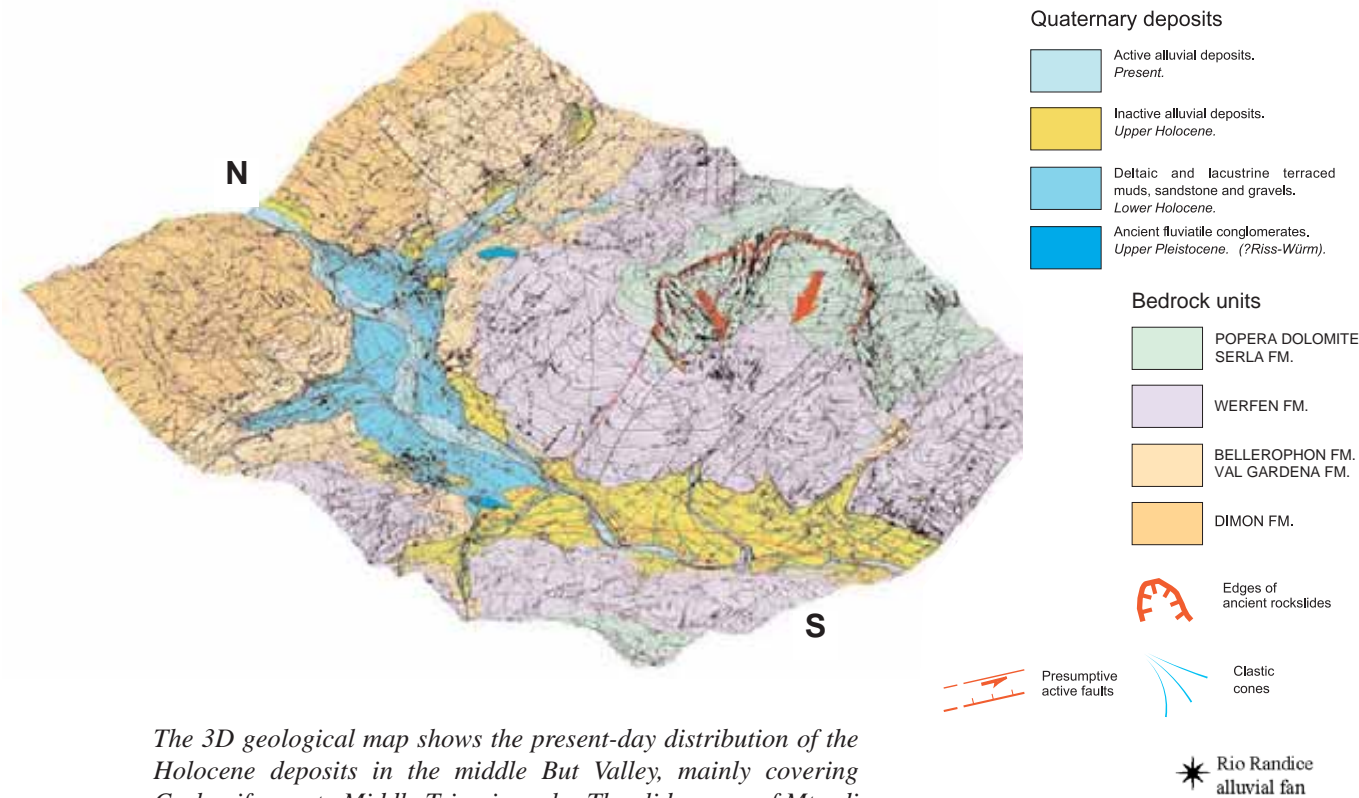 N
S
Quaternary deposits
Active alluvial deposits.
Present.
Inactive alluvial deposits.
Upper Holocene.
Deltaic and lacustrine terraced
muds, sandstone and gravels.
Lower Holocene.
Ancient fluviatile conglomerates.
Upper Pleistocene. (?Riss-Würm).
Bedrock units
POPERA DOLOMITE
SERLA FM.
WERFEN FM.
BELLEROPHON FM.
VAL GARDENA FM.
DIMON FM.
Edges of
ancient rockslides
Presumptive
active faults
Clastic
cones
Rio Randice
alluvial fan
The 3D geological map shows the present-day distribution of the
Holocene deposits in the middle But Valley, mainly covering